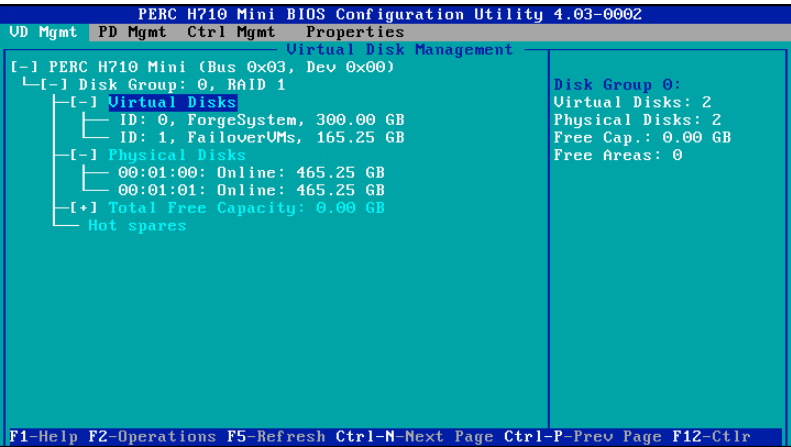 PERC H710 Mini BIOS Configuration Utility 4.03-0002
VD Mgmt PD Mgmt Ctrl Mgmt Properties
Virtual Disk Management
[-] PERC H710 Mini (Bus 0x03, Dev 0x00)
[-] Disk Group: 0, RAID 1
[-] Virtual Disks
ID: 0, ForgeSystem, 300.00 GB
ID: 1, FailoverVMs, 165.25 GB
[-] Physical Disks
00:01:00: Online: 465.25 GB
00:01:01: Online: 465.25 GB
[+] Total Free Capacity: 0.00 GB
Hot spares
Disk Group 0:
Virtual Disks: 2
Physical Disks: 2
Free Cap.: 0.00 GB
Free Areas: 0
F1-Help F2-Operations F5-Refresh Ctrl-N-Next Page Ctrl-P-Prev Page F12-Ctlr